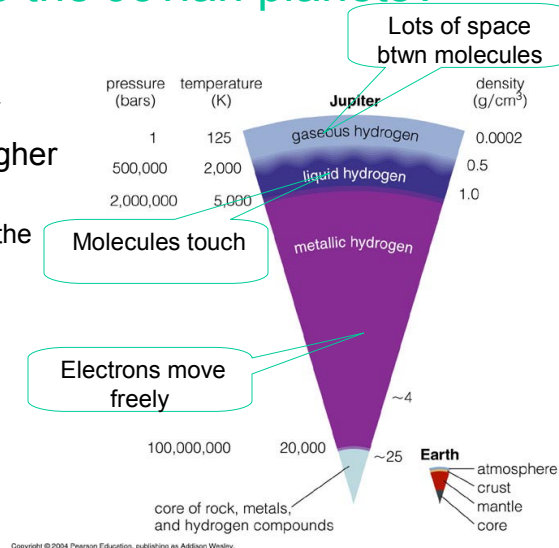 the Jovian planets?
Lots of space
btwn molecules
pressure
(bars)
temperature
(K)
Jupiter
density
(g/cm³)
1 125 gaseous hydrogen 0.0002
gher
500,000 2,000 liquid hydrogen 0.5
2,000,000 5,000 1.0
the
Molecules touch
metallic hydrogen
Electrons move
freely
~4
100,000,000 20,000 ~25
Earth
atmosphere
crust
mantle
core
core of rock, metals,
and hydrogen compounds
Copyright © 2004 Pearson Education, publishing as Addison Wesley.